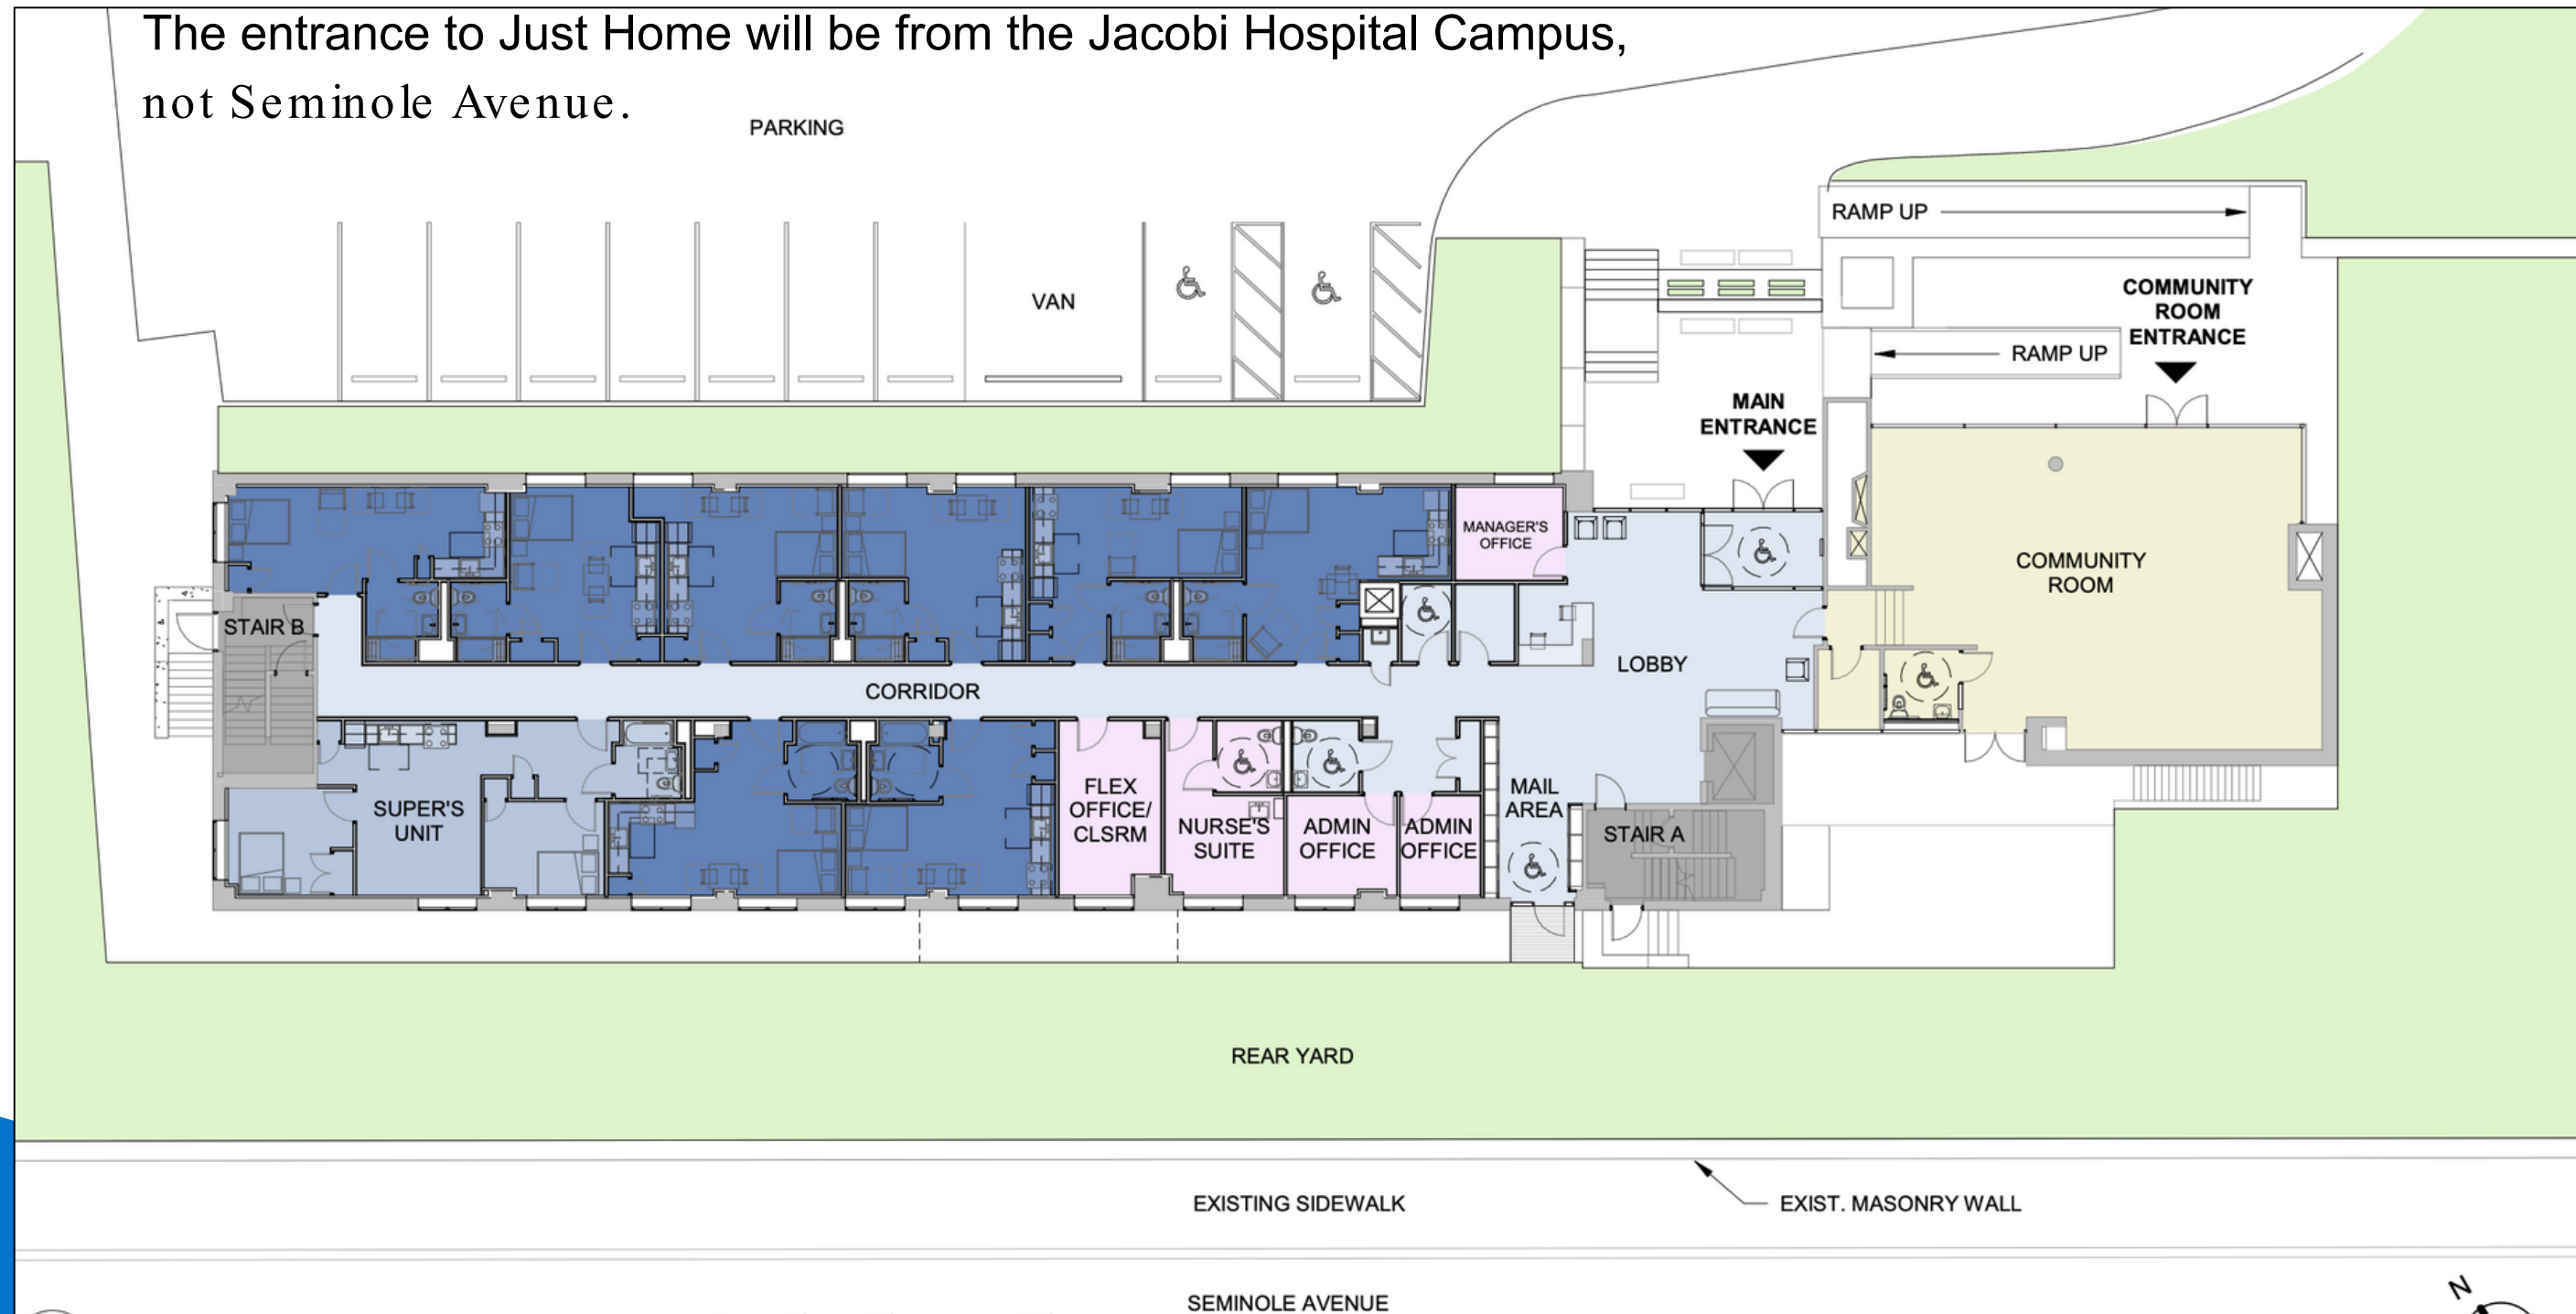 The entrance to Just Home will be from the Jacobi Hospital Campus,
not Seminole Avenue.
PARKING
RAMP UP
VAN
COMMUNITY
ROOM
ENTRANCE
RAMP UP
MAIN
ENTRANCE
MANAGER'S
OFFICE
COMMUNITY
ROOM
STAIR B
LOBBY
CORRIDOR
SUPER'S
UNIT
FLEX
OFFICE/
CLSRM
NURSE'S
SUITE
ADMIN
OFFICE
ADMIN
OFFICE
MAIL
AREA
STAIR A
REAR YARD
EXISTING SIDEWALK
EXIST. MASONRY WALL
SEMINOLE AVENUE
N